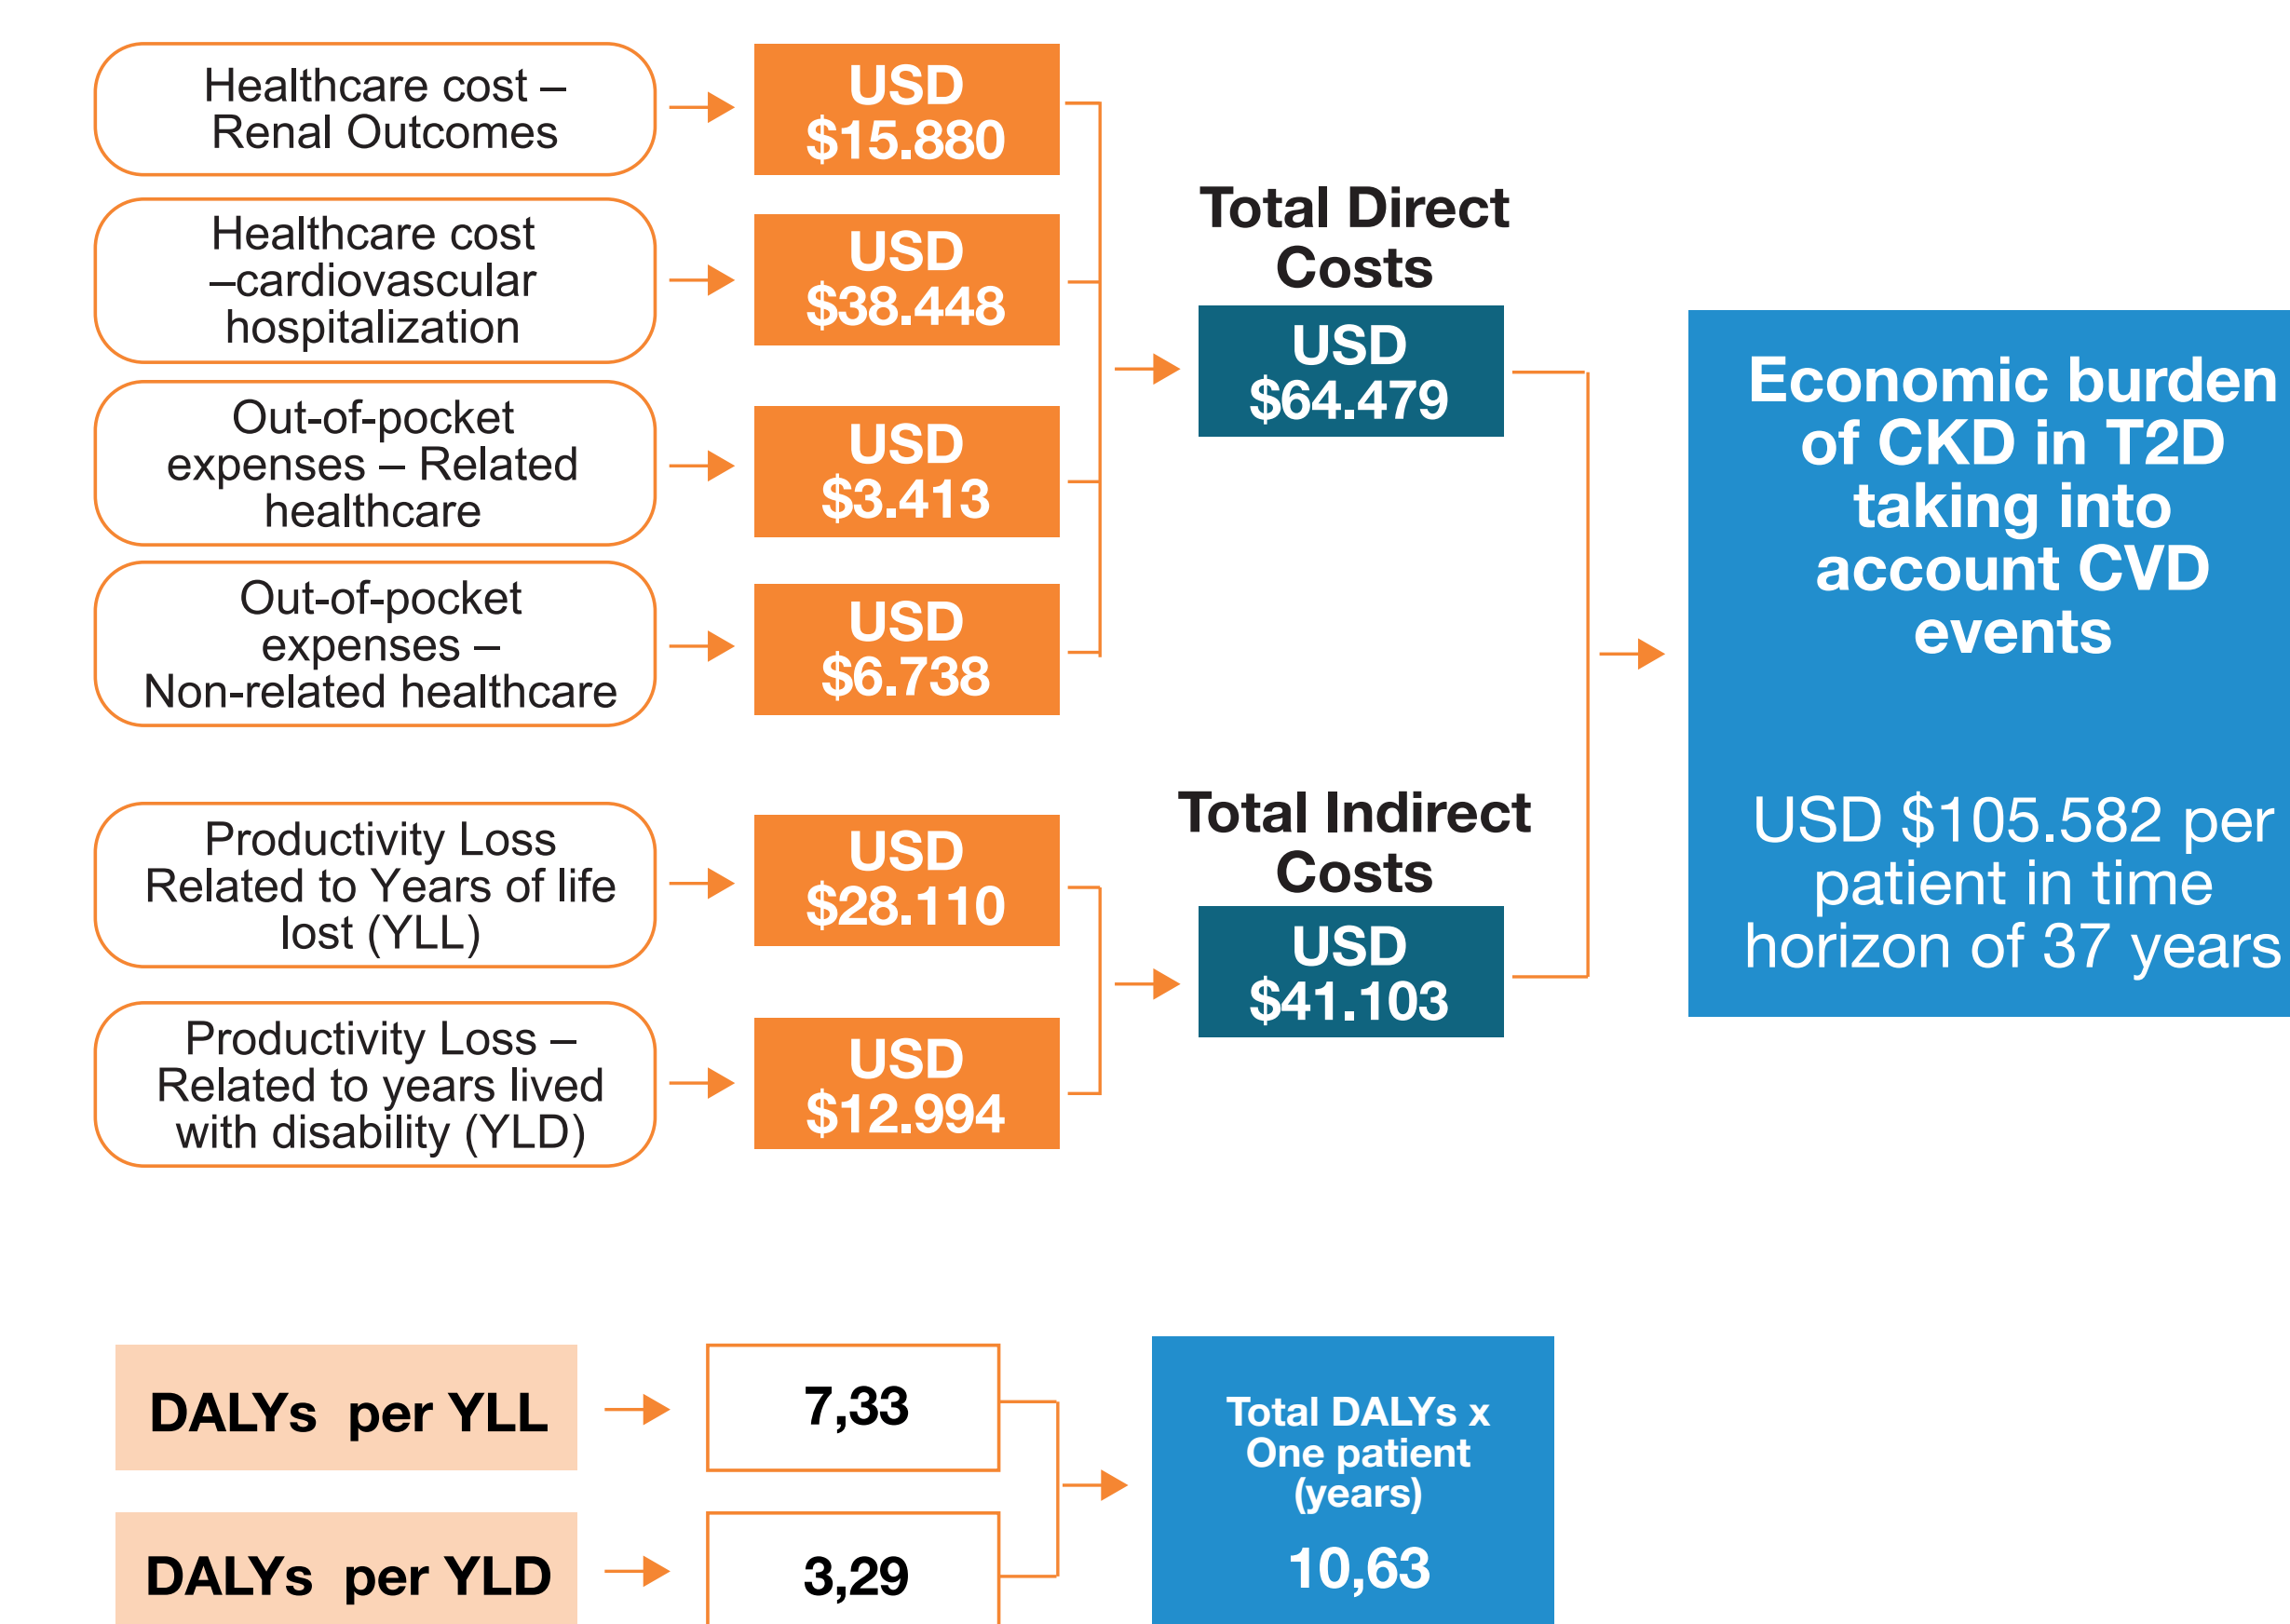 Healthcare cost –
Renal Outcomes
USD
$15.880
Healthcare cost
–cardiovascular
hospitalization
USD
$38.448
Out-of-pocket
expenses – Related
healthcare
USD
$3.413
Out-of-pocket
expenses –
Non-related healthcare
USD
$6.738
Total Direct
Costs
USD
$64.479
Productivity Loss
Related to Years of life
lost (YLL)
USD
$28.110
Productivity Loss –
Related to years lived
with disability (YLD)
USD
$12.994
Total Indirect
Costs
USD
$41.103
Economic burden
of CKD in T2D
taking into
account CVD
events
USD $105.582 per
patient in time
horizon of 37 years
DALYs per YLL
7,33
DALYs per YLD
3,29
Total DALYs x
One patient
(years)
10,63